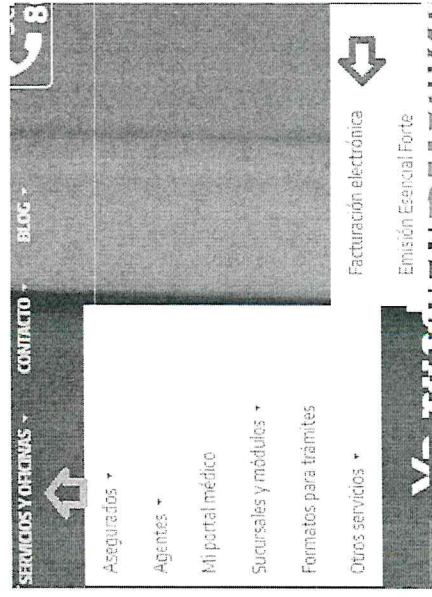 SERVICIOS Y OFICINAS
CONTACTO
BLOG
8
Asegurados
Agentes
Mi portal médico
Sucursales y módulos
Formatos para trámites
Otros servicios
Facturación electrónica
Emisión Esencial Forte